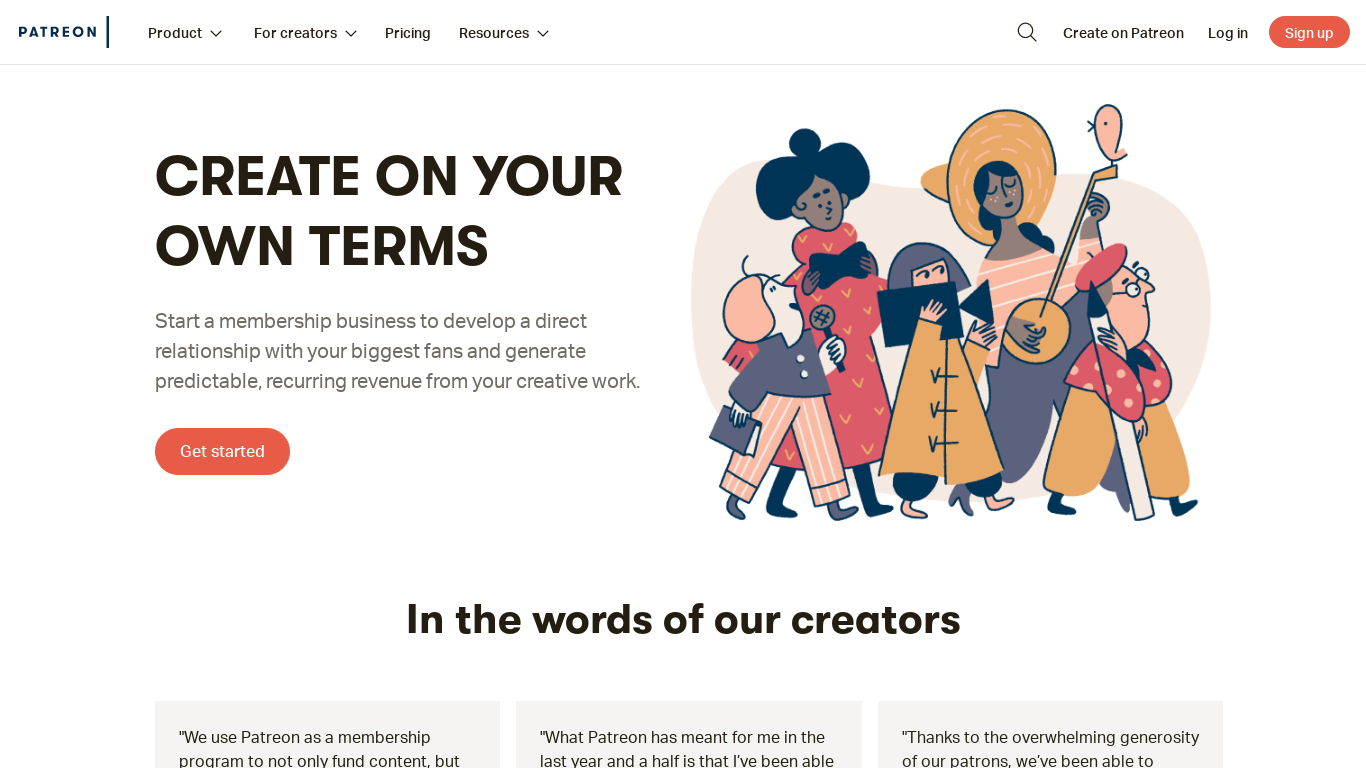 PATREON
Product
For creators
Pricing
Resources
Create on Patreon
Log in
Sign up
CREATE ON YOUR
OWN TERMS
Start a membership business to develop a direct
relationship with your biggest fans and generate
predictable, recurring revenue from your creative work.
Get started
In the words of our creators
"We use Patreon as a membership
program to not only fund content, but
"What Patreon has meant for me in the
last year and a half is that I’ve been able
"Thanks to the overwhelming generosity
of our patrons, we’ve been able to